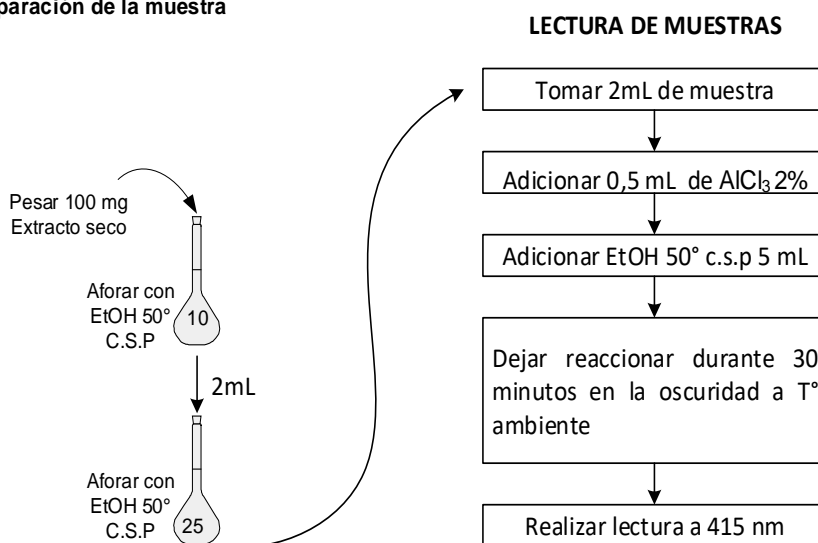 paración de la muestra
Pesar 100 mg
Extracto seco
Aforar con
EtOH 50°
C.S.P
10
2mL
Aforar con
EtOH 50°
C.S.P
25
LECTURA DE MUESTRAS
Tomar 2mL de muestra
Adicionar 0,5 mL de AlCl₃ 2%
Adicionar EtOH 50° c.s.p 5 mL
Dejar reaccionar durante 30
minutos en la oscuridad a T°
ambiente
Realizar lectura a 415 nm